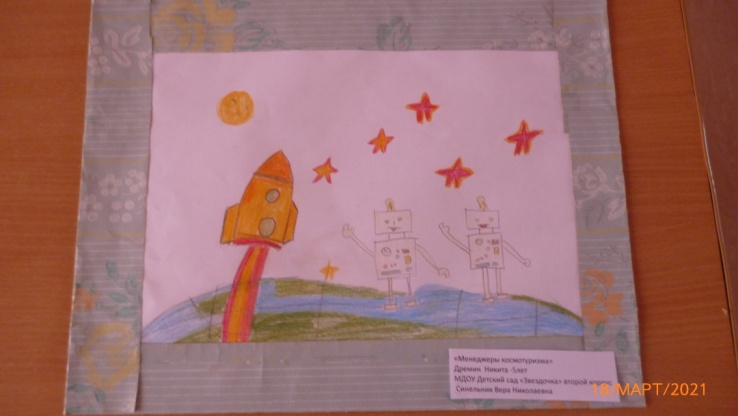 «Менеджеры космотуризма»
Дремин Никита -5лет
МДОУ Детский сад «Звездочка» второй
Синельник Вера Николаевна
18/МАРТ/2021